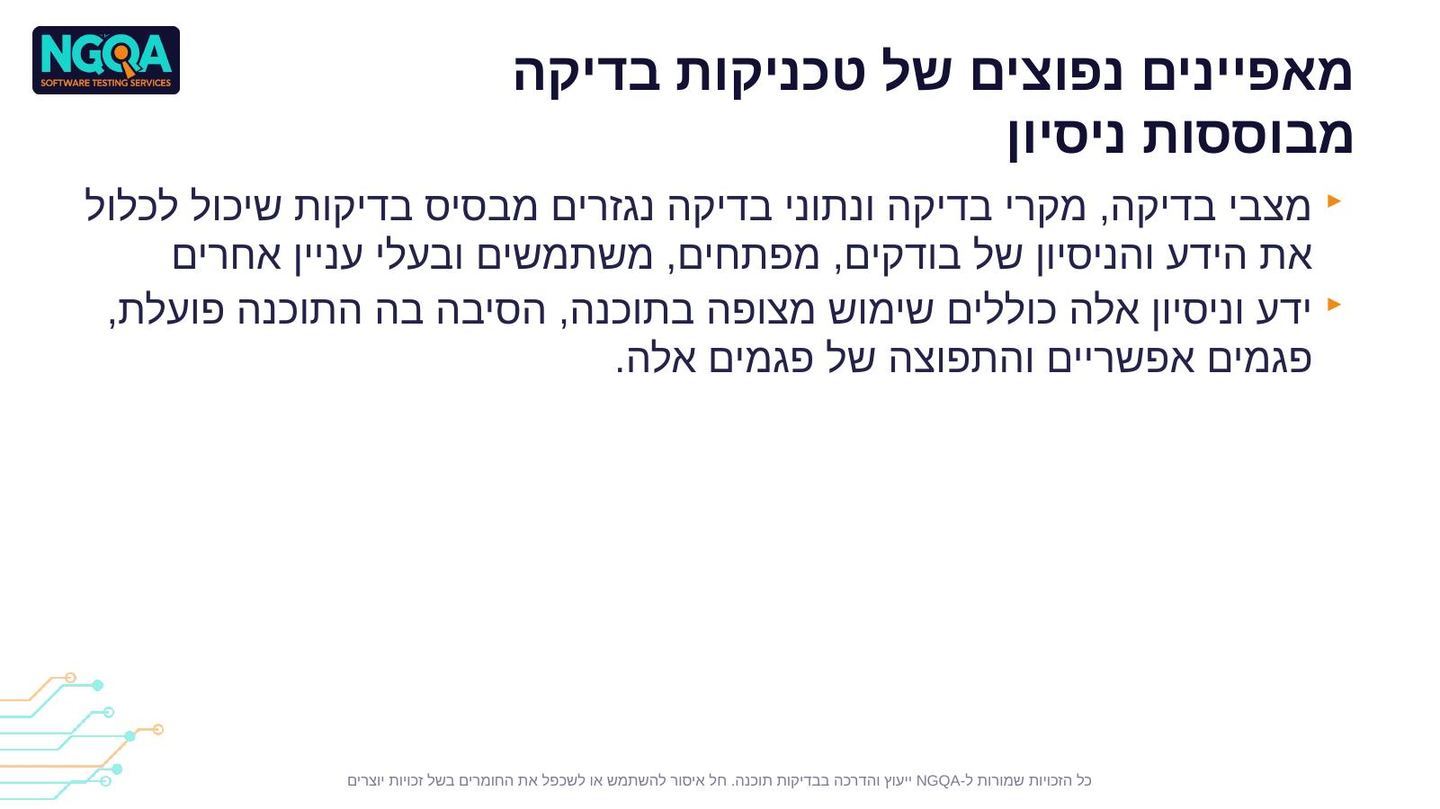 NGQA
SOFTWARE TESTING SERVICES
מאפיינים נפוצים של טכניקות בדיקה
מבוססות ניסיון
מצבי בדיקה, מקרי בדיקה ונתוני בדיקה נגזרים מבסיס בדיקות שיכול לכלול
את הידע והניסיון של בודקים, מפתחים, משתמשים ובעלי עניין אחרים
ידע וניסיון אלה כוללים שימוש מצופה בתוכנה, הסיבה בה התוכנה פועלת,
פגמים אפשריים והתפוצה של פגמים אלה.
כל הזכויות שמורות ל-NGQA ייעוץ והדרכה בבדיקות תוכנה. חל איסור להשתמש או לשכפל את החומרים בשל זכויות יוצרים